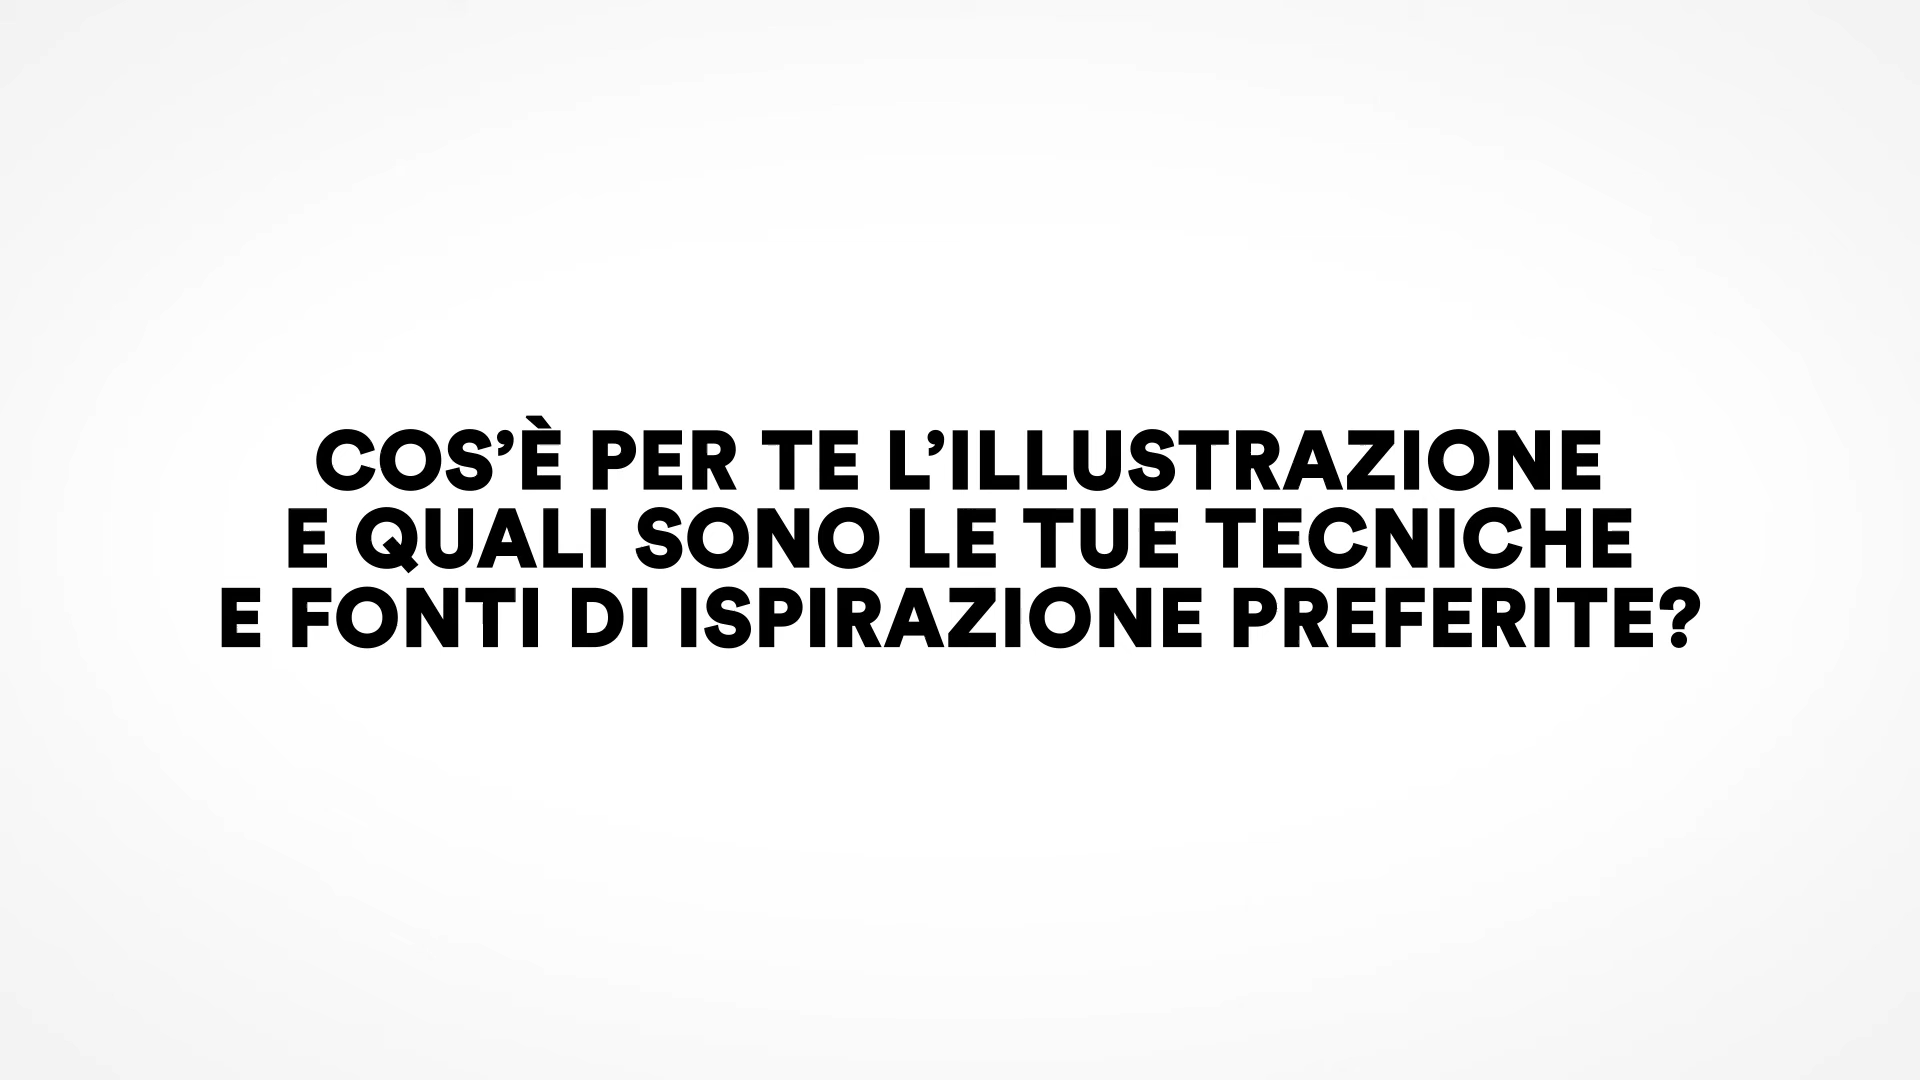 COS’È PER TE L’ILLUSTRAZIONE
E QUALI SONO LE TUE TECNICHE
E FONTI DI ISPIRAZIONE PREFERITE?